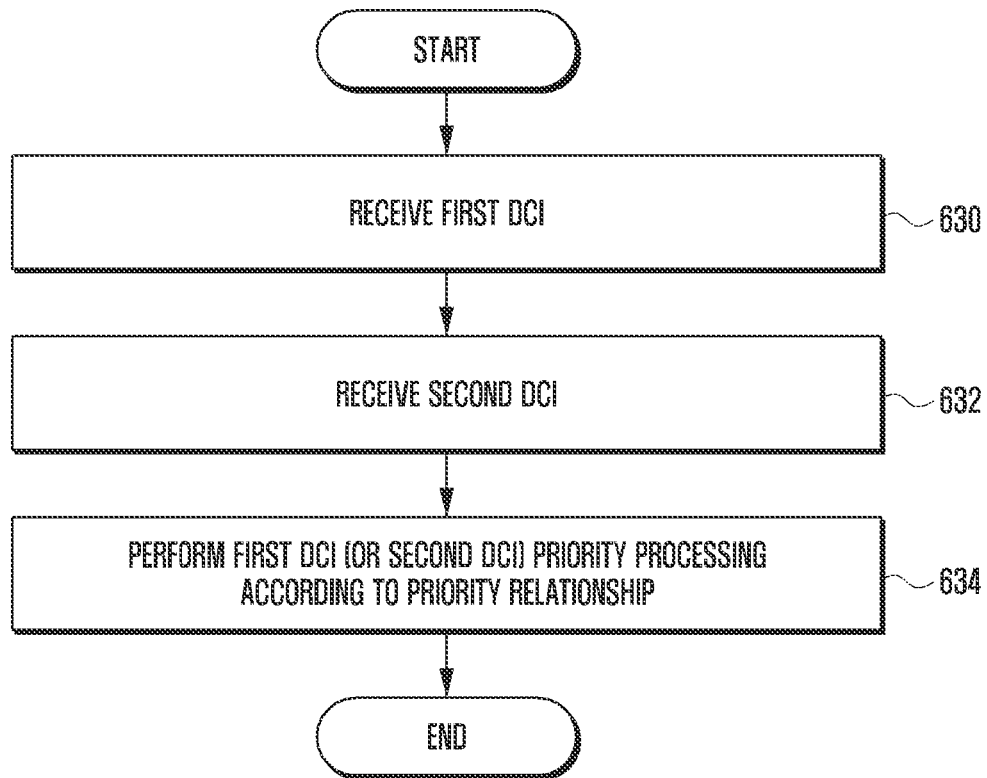 START
RECEIVE FIRST DCI
630
RECEIVE SECOND DCI
632
PERFORM FIRST DCI (OR SECOND DCI) PRIORITY PROCESSING
ACCORDING TO PRIORITY RELATIONSHIP
634
END